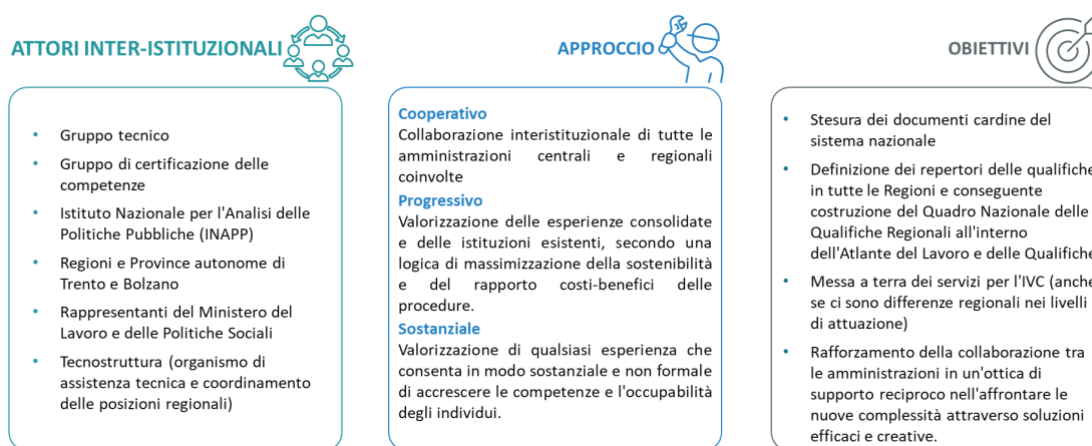 ATTORI INTER-ISTITUZIONALI
Gruppo tecnico
Gruppo di certificazione delle
competenze
Istituto Nazionale per l'Analisi delle
Politiche Pubbliche (INAPP)
Regioni e Province autonome di
Trento e Bolzano
Rappresentanti del Ministero del
Lavoro e delle Politiche Sociali
Tecnostruttura (organismo di
assistenza tecnica e coordinamento
delle posizioni regionali)
APPROCCIO
Cooperativo
Collaborazione interistituzionale di tutte le
amministrazioni centrali e regionali
coinvolte
Progressivo
Valorizzazione delle esperienze consolidate
e delle istituzioni esistenti, secondo una
logica di massimizzazione della sostenibilità
e del rapporto costi-benefici delle
procedure.
Sostanziale
Valorizzazione di qualsiasi esperienza che
consenta in modo sostanziale e non formale
di accrescere le competenze e l'occupabilità
degli individui.
OBIETTIVI
Stesura dei documenti cardine del
sistema nazionale
Definizione dei repertori delle qualifiche
in tutte le Regioni e conseguente
costruzione del Quadro Nazionale delle
Qualifiche Regionali all'interno
dell'Atlante del Lavoro e delle Qualifiche
Messa a terra dei servizi per l'IVC (anche
se ci sono differenze regionali nei livelli
di attuazione)
Rafforzamento della collaborazione tra
le amministrazioni in un'ottica di
supporto reciproco nell'affrontare le
nuove complessità attraverso soluzioni
efficaci e creative.